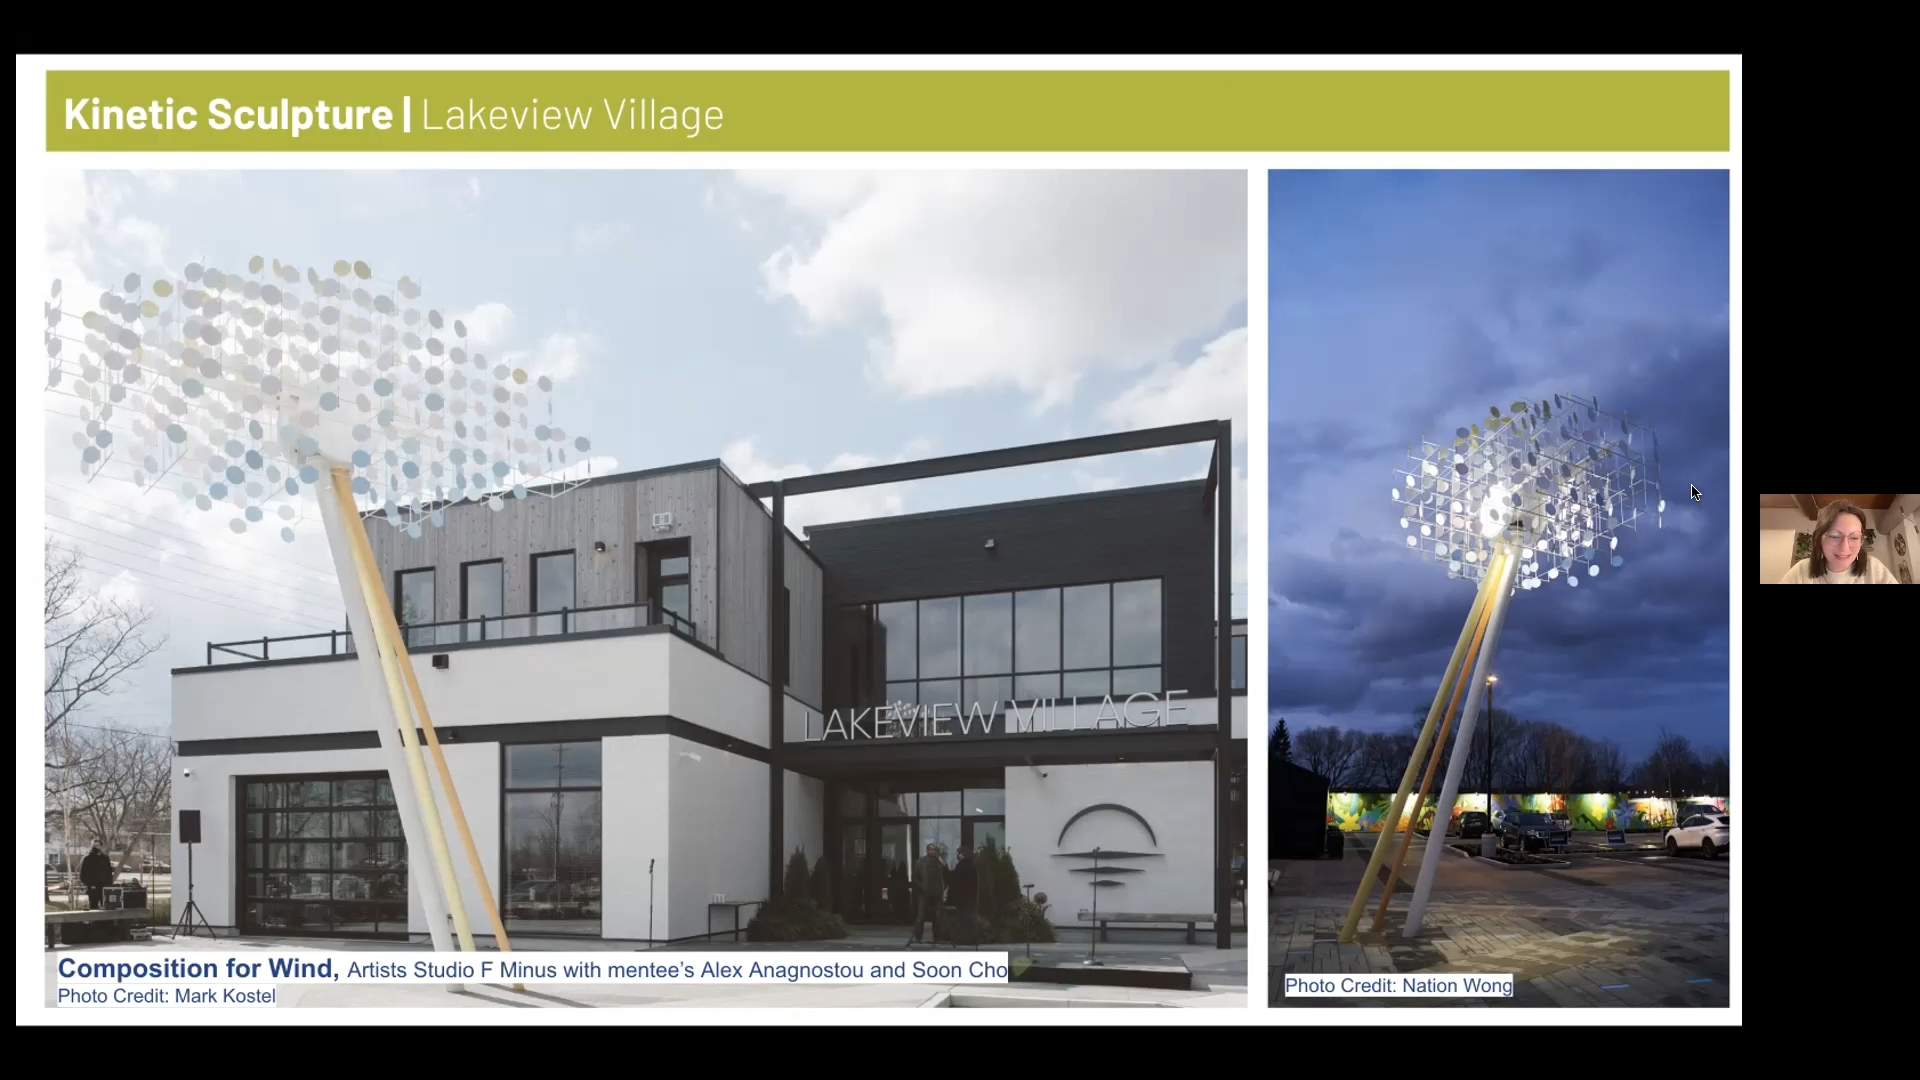 Kinetic Sculpture | Lakeview Village
LAKEVIEW VILLAGE
Composition for Wind, Artists Studio F Minus with mentee's Alex Anagnostou and Soon Cho
Photo Credit: Mark Kostel
Photo Credit: Nation Wong